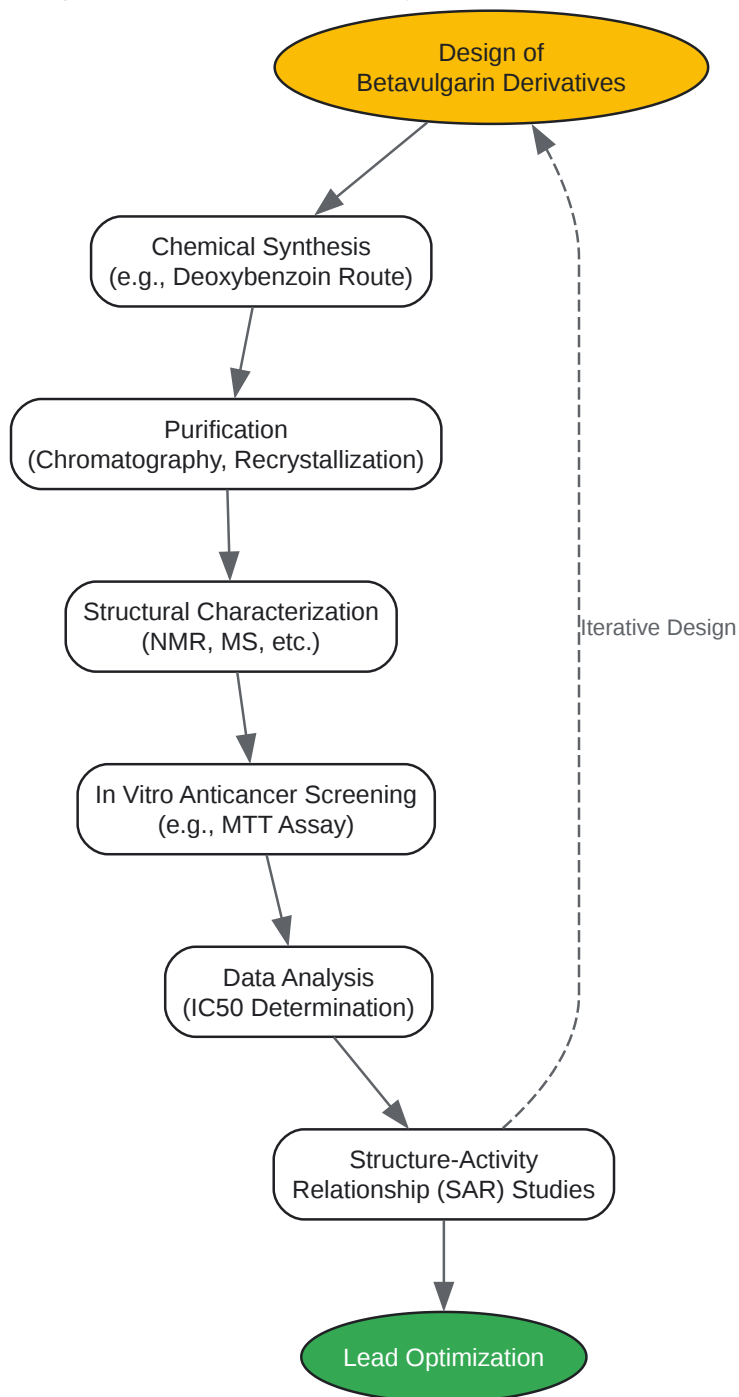 Design of
Betavulgarin Derivatives
Chemical Synthesis
(e.g., Deoxybenzoin Route)
Purification
(Chromatography, Recrystallization)
Structural Characterization
(NMR, MS, etc.)
Iterative Design
In Vitro Anticancer Screening
(e.g., MTT Assay)
Data Analysis
(IC50 Determination)
Structure-Activity
Relationship (SAR) Studies
Lead Optimization